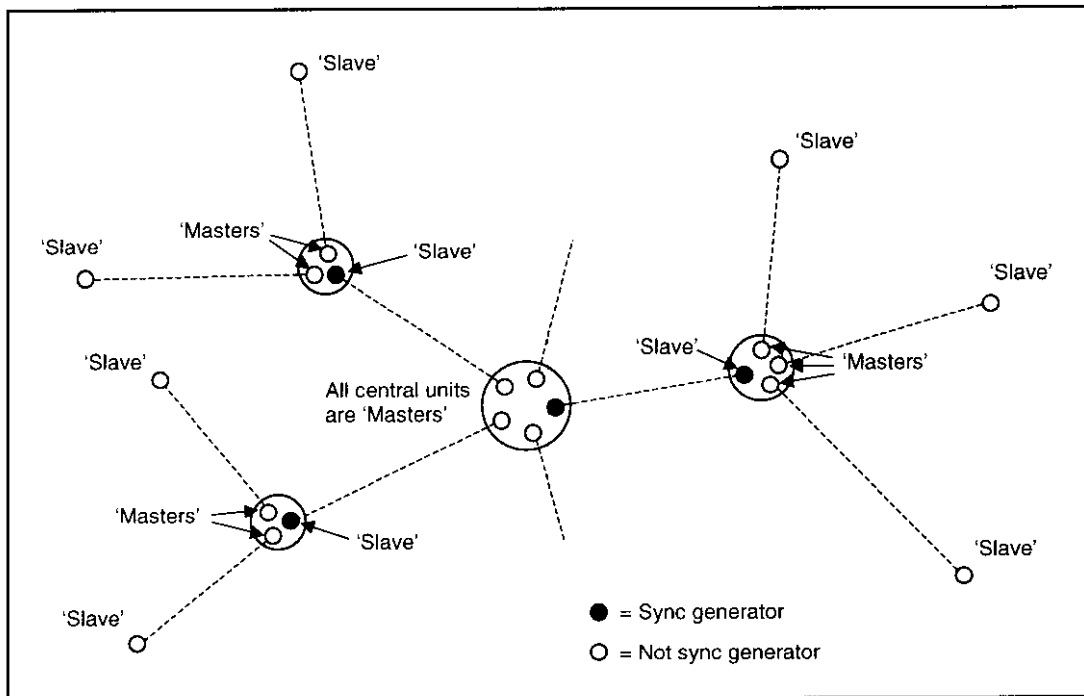 'Slave'
'Slave'
'Masters'
'Slave'
'Slave'
'Slave'
'Slave'
'Masters'
'Slave'
All central units
are 'Masters'
'Masters'
'Slave'
'Slave'
'Slave'
= Sync generator
= Not sync generator